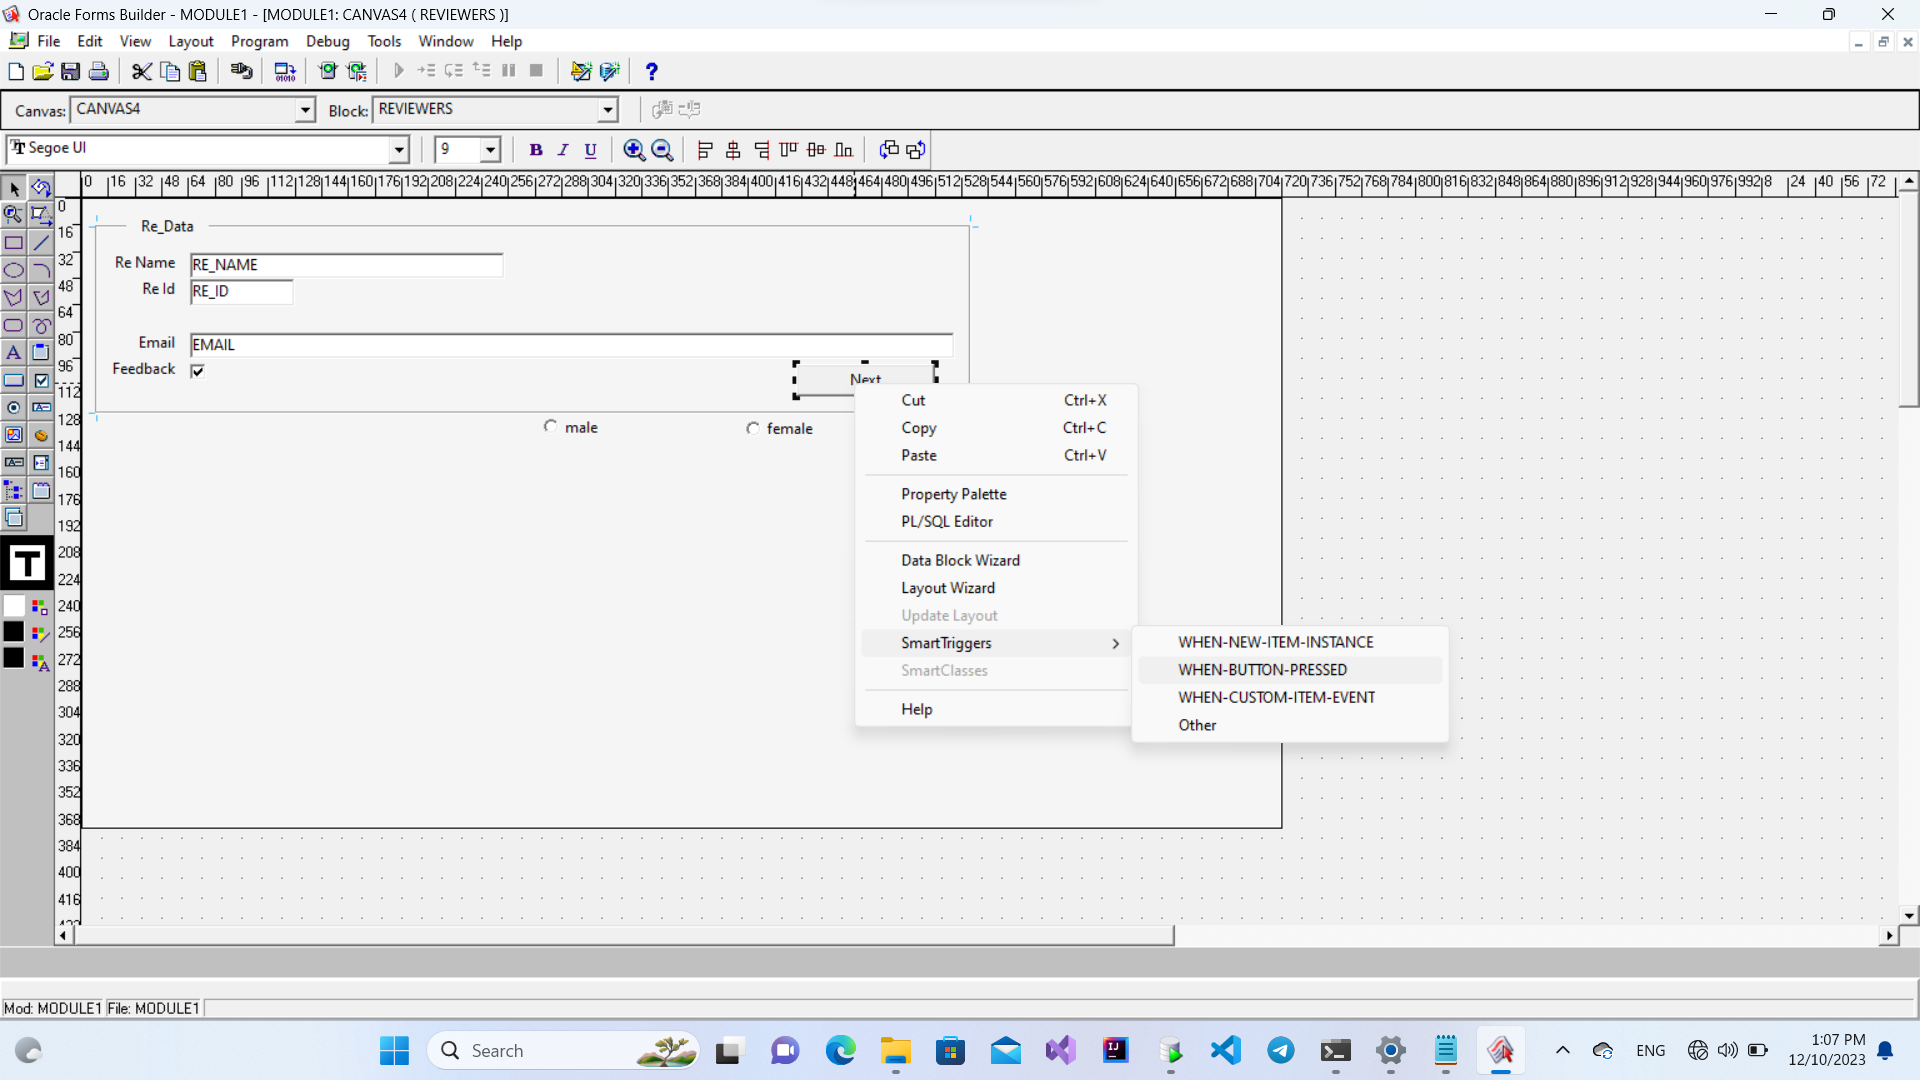 Oracle Forms Builder - MODULE1 - [MODULE1: CANVAS4 ( REVIEWERS )]
File Edit View Layout Program Debug Tools Window Help
Canvas: CANVAS4 Block: REVIEWERS
Segoe UI 9 B I U
0 16 32 48 64 80 96 112 128 144 160 176 192 208 224 240 256 272 288 304 320 336 352 368 384 400 416 432 448 464 480 496 512 528 544 560 576 592 608 624 640 656 672 688 704 720 736 752 768 784 800 816 832 848 864 880 896 912 928 944 960 976 992 8 24 40 56 72
0
16
32
48
64
80
96
112
128
144
160
176
192
208
224
240
256
272
288
304
320
336
352
368
384
400
416
Re_Data
Re Name RE_NAME
Re Id RE_ID
Email EMAIL
Feedback
Next
male female
Cut Ctrl+X
Copy Ctrl+C
Paste Ctrl+V
Property Palette
PL/SQL Editor
Data Block Wizard
Layout Wizard
Update Layout
SmartTriggers
SmartClasses
Help
WHEN-NEW-ITEM-INSTANCE
WHEN-BUTTON-PRESSED
WHEN-CUSTOM-ITEM-EVENT
Other
Mod: MODULE1 File: MODULE1
Search
ENG
1:07 PM
12/10/2023